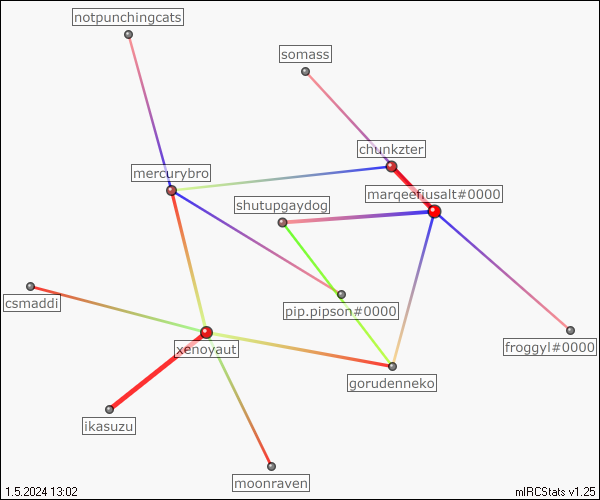 notpunchingcats
somass
chunkzter
mercurybro
marqeefiusalt#0000
shutupgaydog
csmaddi
pip.pipson#0000
xenoyaut
froggyl#0000
gorudenneko
ikasuzu
moonraven
1.5.2024 13:02
mIRCStats v1.25